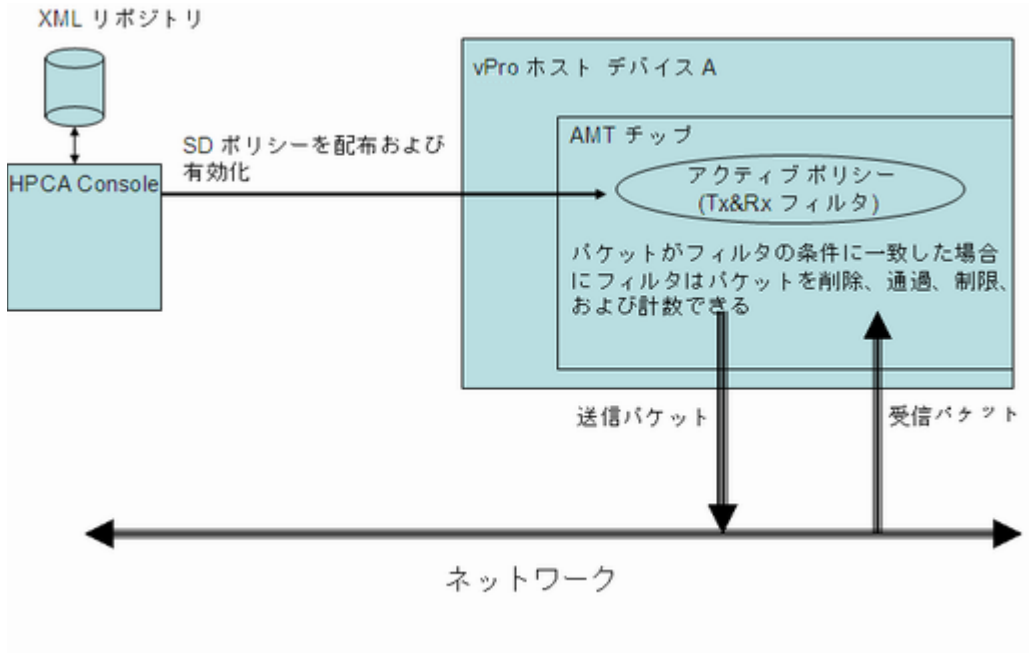 XML リポジトリ
vPro ホスト デバイス A
AMT チップ
SD ポリシーを配布および
有効化
HPCA Console
アクティブ ポリシー
(Tx&Rx フィルタ)
パケットがフィルタの条件に一致した場合
にフィルタはパケットを削除、通過、制限、
および計数できる
送信パケット
受信パケット
ネットワーク